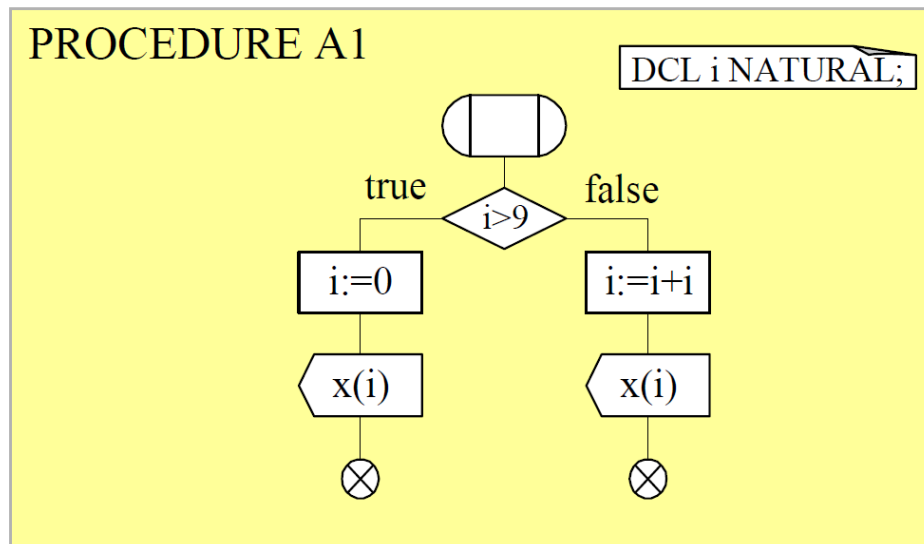 PROCEDURE A1
DCL i NATURAL;
true
false
i>9
i:=0
i:=i+i
x(i)
x(i)